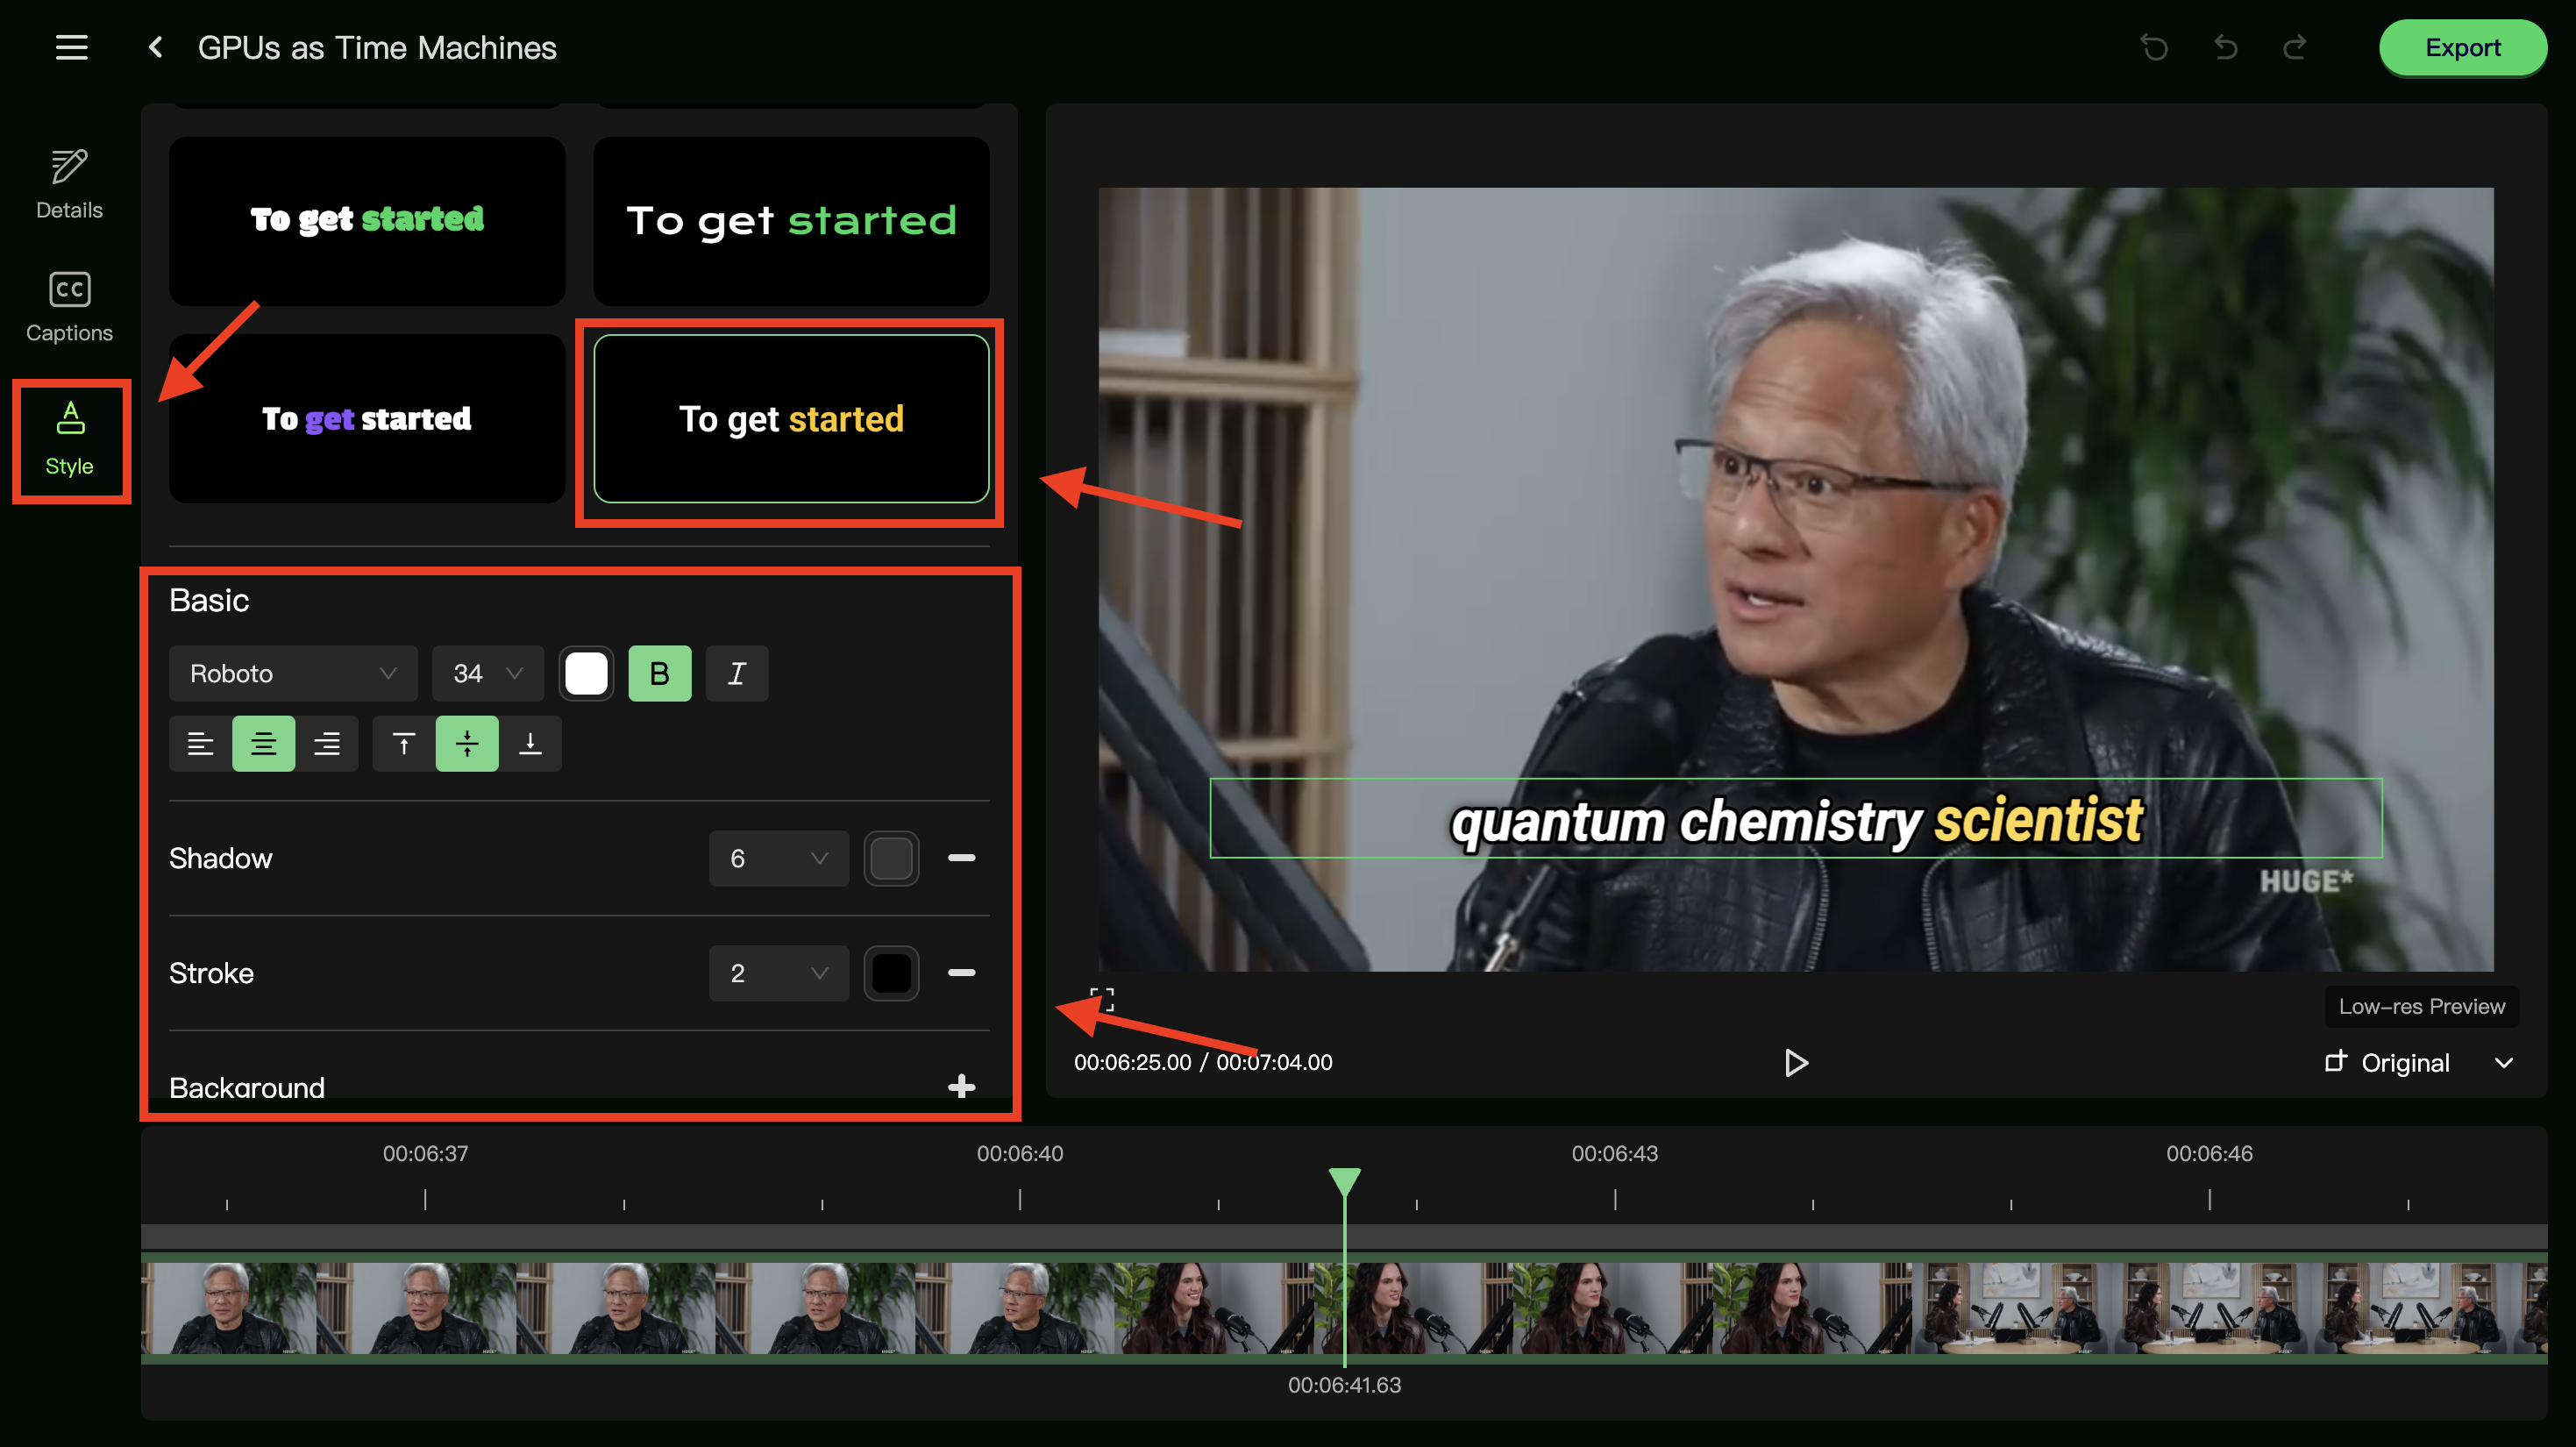 GPUs as Time Machines
Export
Details
CC
Captions
A
Style
To get started
To get started
To get started
To get started
Basic
Roboto
34
B
I
Shadow
6
Stroke
2
Background
quantum chemistry scientist
HUGE*
Low-res Preview
00:06:25.00 / 00:07:04.00
Original
00:06:37
00:06:40
00:06:43
00:06:46
00:06:41.63